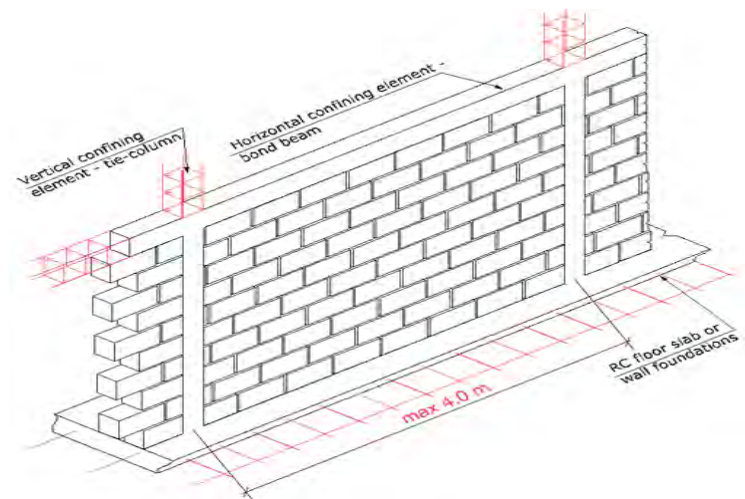 Vertical confining
element - tie-column
Horizontal confining element -
bond beam
RC floor slab or
wall foundations
max 4,0 m